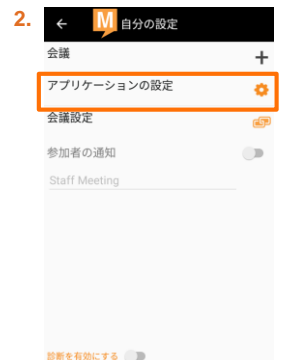 2.
← M 自分の設定
会議 +
アプリケーションの設定
会議設定
参加者の通知
Staff Meeting
診断を有効にする